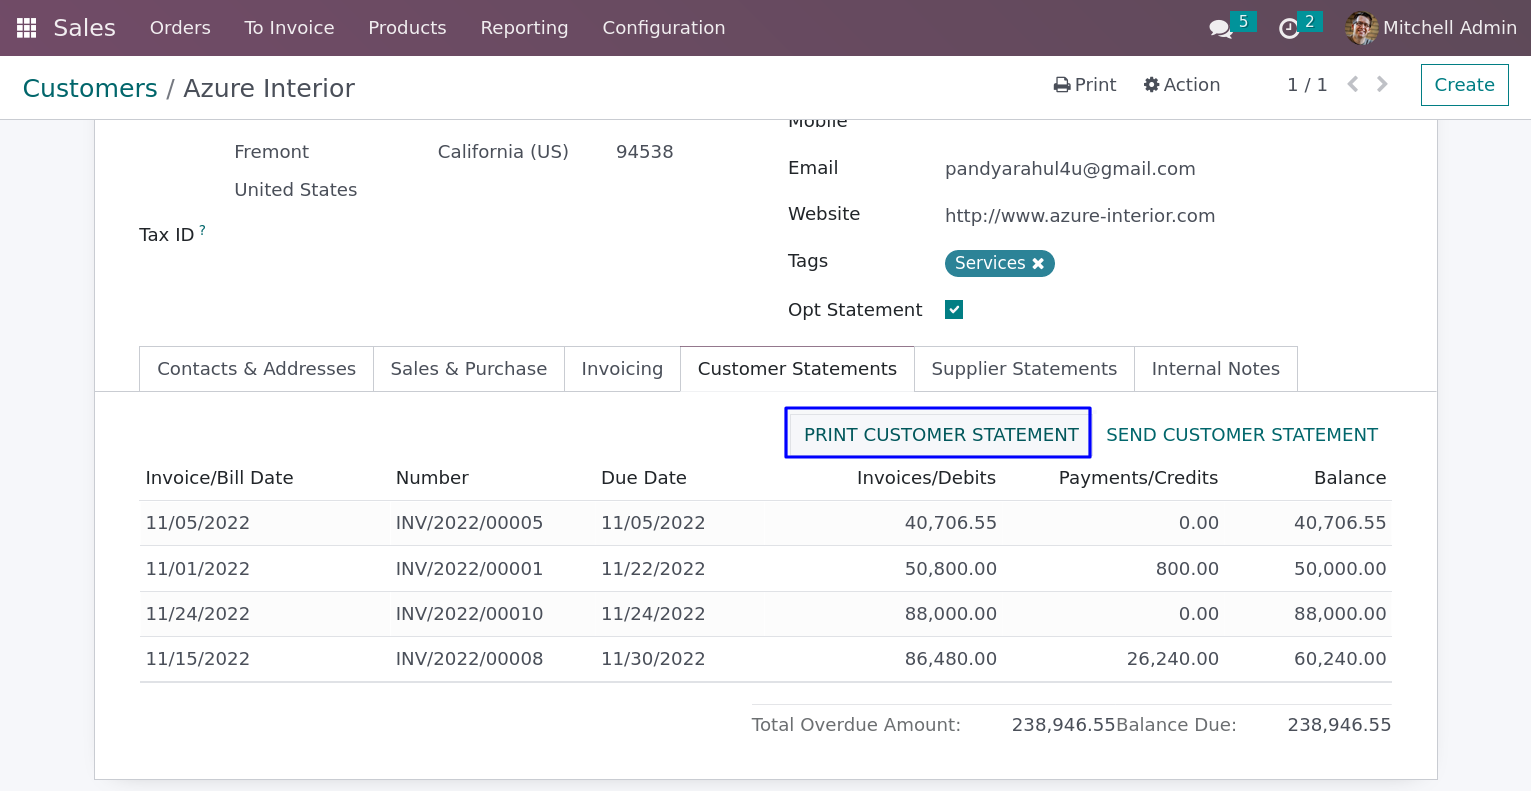 Sales Orders To Invoice Products Reporting Configuration 5 2 Mitchell Admin
Customers / Azure Interior Print Action 1 / 1 Create
Mobile
Fremont California (US) 94538
Email pandyarahul4u@gmail.com
United States
Website http://www.azure-interior.com
Tax ID ?
Tags Services
Opt Statement
Contacts & Addresses Sales & Purchase Invoicing Customer Statements Supplier Statements Internal Notes
PRINT CUSTOMER STATEMENT SEND CUSTOMER STATEMENT
Invoice/Bill Date Number Due Date Invoices/Debits Payments/Credits Balance
11/05/2022 INV/2022/00005 11/05/2022 40,706.55 0.00 40,706.55
11/01/2022 INV/2022/00001 11/22/2022 50,800.00 800.00 50,000.00
11/24/2022 INV/2022/00010 11/24/2022 88,000.00 0.00 88,000.00
11/15/2022 INV/2022/00008 11/30/2022 86,480.00 26,240.00 60,240.00
Total Overdue Amount: 238,946.55 Balance Due: 238,946.55